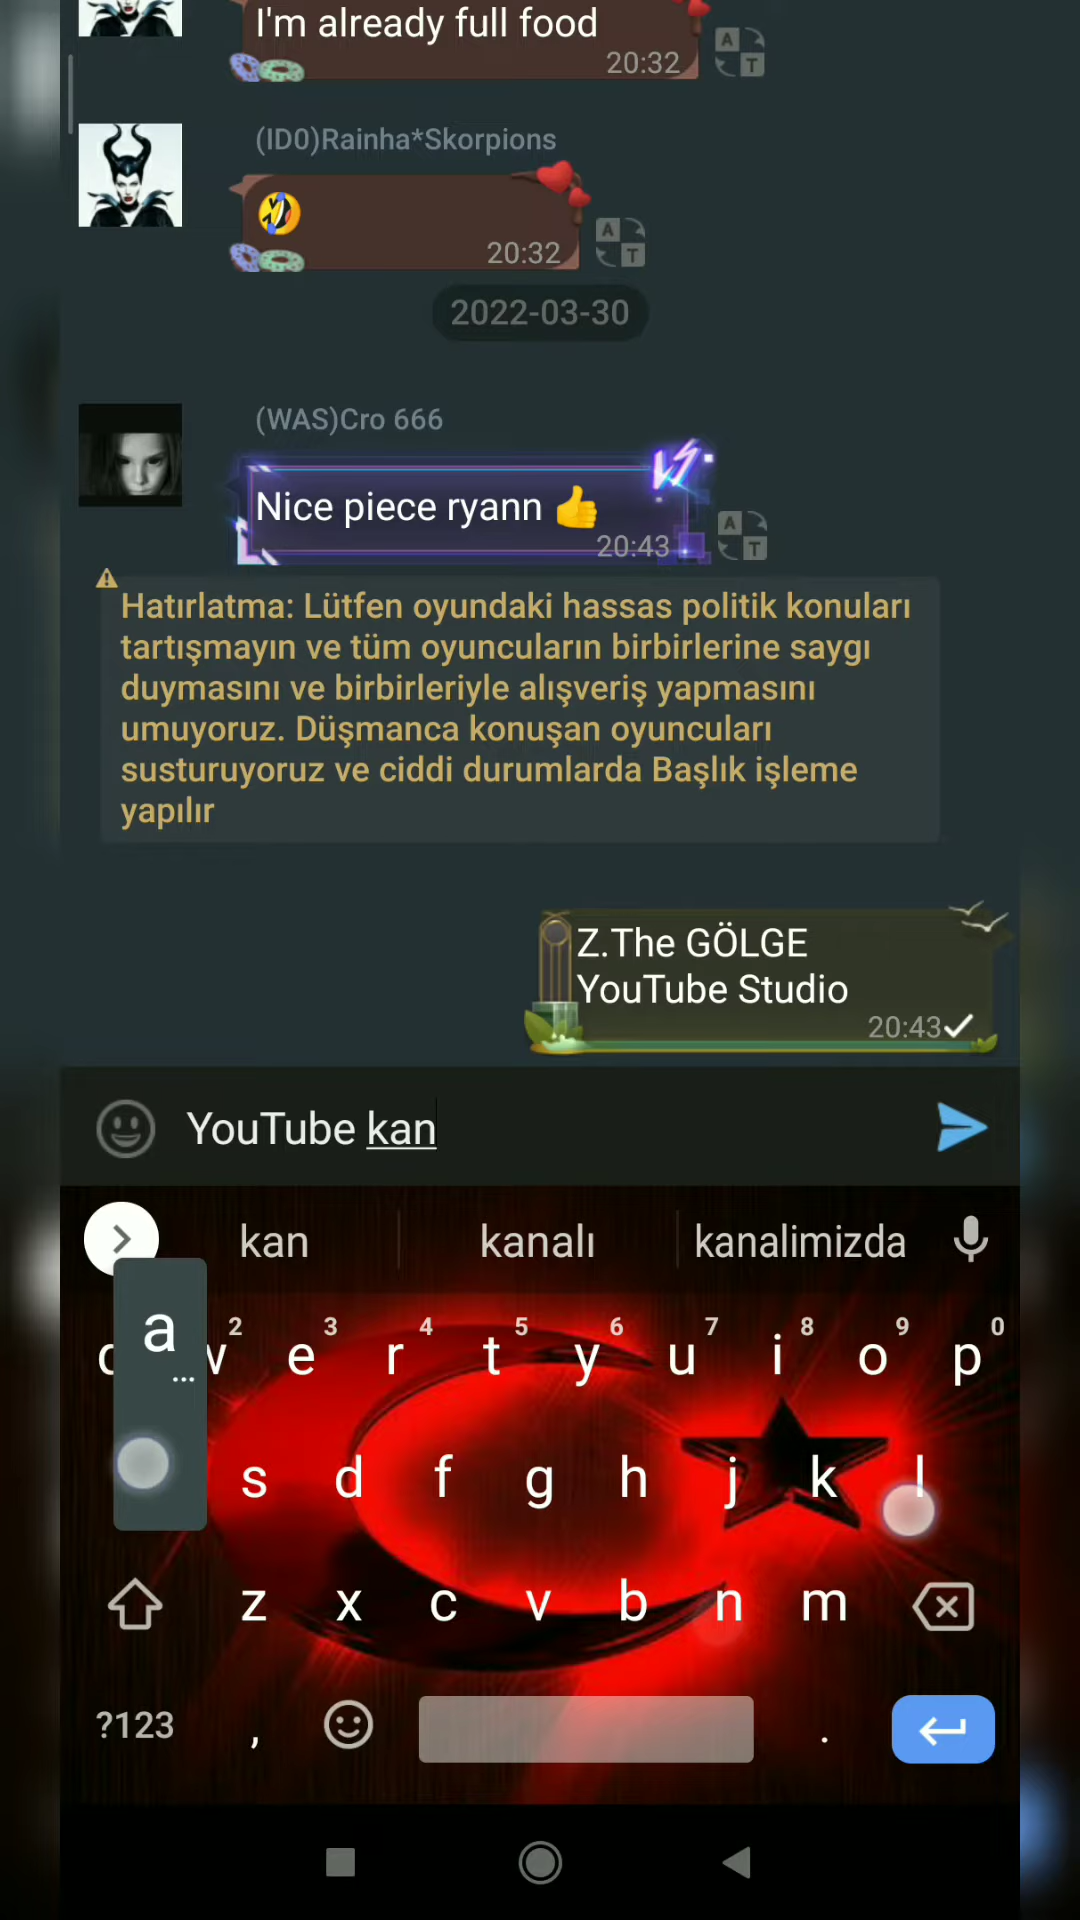 I'm already full food
20:32
(ID0)Rainha*Skorpions
20:32
2022-03-30
(WAS)Cro 666
Nice piece ryann 👍
20:43
Hatırlatma: Lütfen oyundaki hassas politik konuları
tartışmayın ve tüm oyuncuların birbirlerine saygı
duymasını ve birbirleriyle alışveriş yapmasını
umuyoruz. Düşmanca konuşan oyuncuları
susturuyoruz ve ciddi durumlarda Başlık işleme
yapılır
Z.The GÖLGE
YouTube Studio
20:43
YouTube kan
kan kanalı kanalimizda
2 3 4 5 6 7 8 9 0
w e r t y u i o p
a s d f g h j k l
z x c v b n m
?123 , .